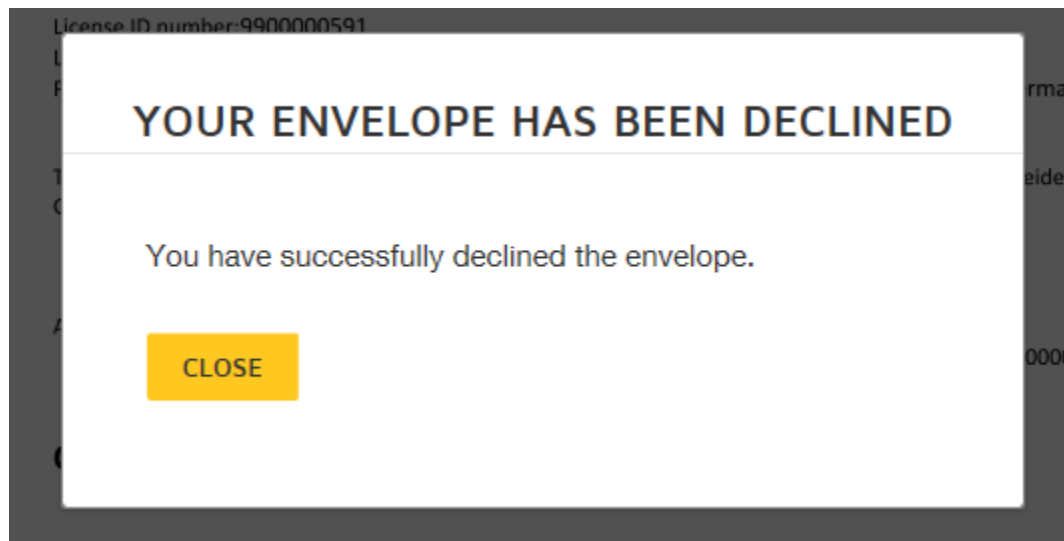 License ID number:9900000591
YOUR ENVELOPE HAS BEEN DECLINED
You have successfully declined the envelope.
CLOSE